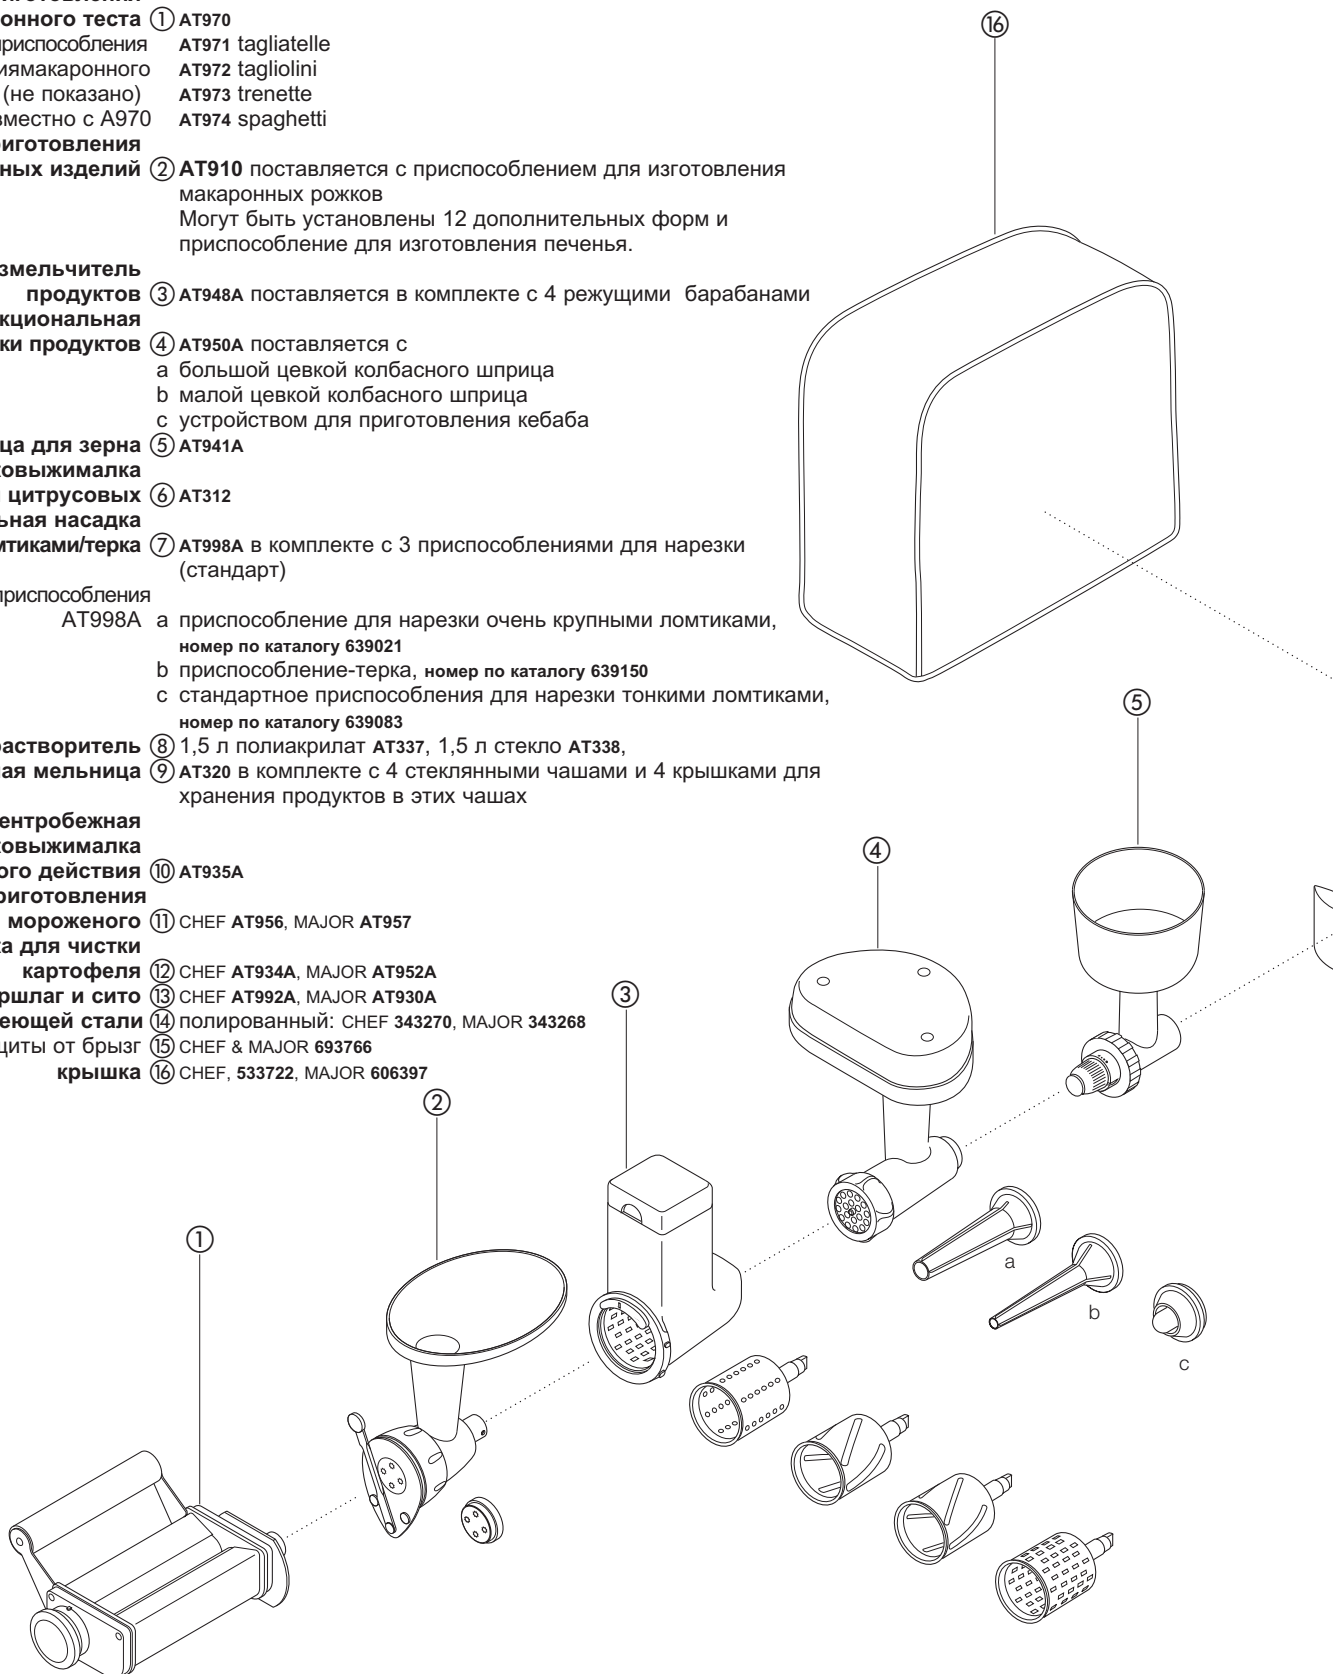 онного теста ① AT970
приспособления AT971 tagliatelle
иямакаронного AT972 tagliolini
(не показано) AT973 trenette
вместно с A970 AT974 spaghetti
риготовления
ных изделий ② AT910 поставляется с приспособлением для изготовления
макаронных рожков
Могут быть установлены 12 дополнительных форм и
приспособление для изготовления печенья.
змельчитель
продуктов ③ AT948A поставляется в комплекте с 4 режущими барабанами
кциональная
ки продуктов ④ AT950A поставляется с
a большой цевкой колбасного шприца
b малой цевкой колбасного шприца
c устройством для приготовления кебаба
ца для зерна ⑤ AT941A
ковыжималка
цитрусовых ⑥ AT312
ьная насадка
мтиками/терка ⑦ AT998A в комплекте с 3 приспособлениями для нарезки
(стандарт)
приспособления
AT998A a приспособление для нарезки очень крупными ломтиками,
номер по каталогу 639021
b приспособление-терка, номер по каталогу 639150
c стандартное приспособления для нарезки тонкими ломтиками,
номер по каталогу 639083
растворитель ⑧ 1,5 л полиакрилат AT337, 1,5 л стекло AT338,
ая мельница ⑨ AT320 в комплекте с 4 стеклянными чашами и 4 крышками для
хранения продуктов в этих чашах
ентробежная
ковыжималка
ого действия ⑩ AT935A
риготовления
мороженого ⑪ CHEF AT956, MAJOR AT957
ка для чистки
картофеля ⑫ CHEF AT934A, MAJOR AT952A
ршлаг и сито ⑬ CHEF AT992A, MAJOR AT930A
еющей стали ⑭ полированный: CHEF 343270, MAJOR 343268
циты от брызг ⑮ CHEF & MAJOR 693766
крышка ⑯ CHEF, 533722, MAJOR 606397
⑯
⑤
④
③
②
①
a
b
c